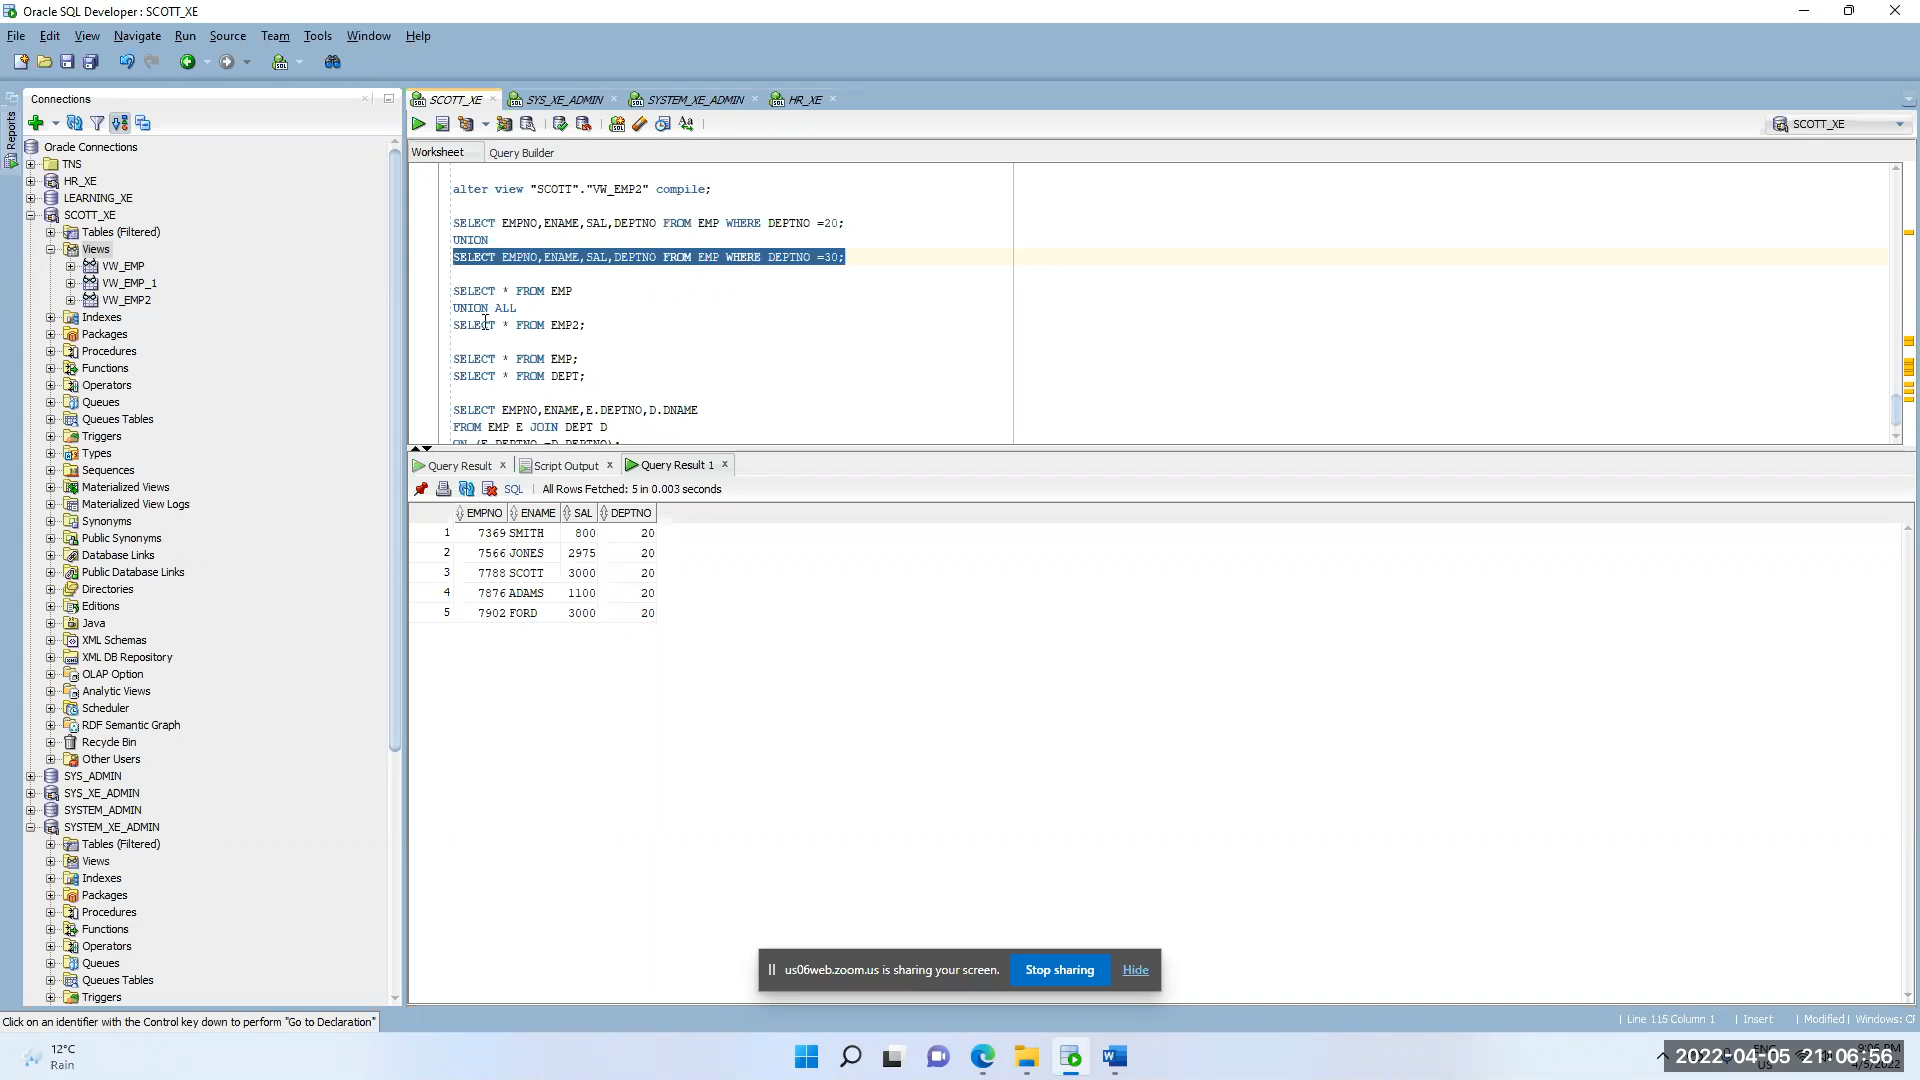 Oracle SQL Developer : SCOTT_XE
File Edit View Navigate Run Source Team Tools Window Help
Reports
Connections
Oracle Connections
TNS
HR_XE
LEARNING_XE
SCOTT_XE
Tables (Filtered)
Views
VW_EMP
VW_EMP_1
VW_EMP2
Indexes
Packages
Procedures
Functions
Operators
Queues
Queues Tables
Triggers
Types
Sequences
Materialized Views
Materialized View Logs
Synonyms
Public Synonyms
Database Links
Public Database Links
Directories
Editions
Java
XML Schemas
XML DB Repository
OLAP Option
Analytic Views
Scheduler
RDF Semantic Graph
Recycle Bin
Other Users
SYS_ADMIN
SYS_XE_ADMIN
SYSTEM_ADMIN
SYSTEM_XE_ADMIN
Tables (Filtered)
Views
Indexes
Packages
Procedures
Functions
Operators
Queues
Queues Tables
Triggers
SCOTT_XE SYS_XE_ADMIN SYSTEM_XE_ADMIN HR_XE
SCOTT_XE
Worksheet Query Builder
alter view "SCOTT"."VW_EMP2" compile;
SELECT EMPNO,ENAME,SAL,DEPTNO FROM EMP WHERE DEPTNO =20;
UNION
SELECT EMPNO,ENAME,SAL,DEPTNO FROM EMP WHERE DEPTNO =30;
SELECT * FROM EMP
UNION ALL
SELECT * FROM EMP2;
SELECT * FROM EMP;
SELECT * FROM DEPT;
SELECT EMPNO,ENAME,E.DEPTNO,D.DNAME
FROM EMP E JOIN DEPT D
ON (E.DEPTNO =D.DEPTNO);
Query Result Script Output Query Result 1
SQL All Rows Fetched: 5 in 0.003 seconds
EMPNO ENAME SAL DEPTNO
1 7369 SMITH 800 20
2 7566 JONES 2975 20
3 7788 SCOTT 3000 20
4 7876 ADAMS 1100 20
5 7902 FORD 3000 20
us06web.zoom.us is sharing your screen. Stop sharing Hide
Click on an identifier with the Control key down to perform "Go to Declaration"
Line 115 Column 1 Insert Modified Windows: CR
12°C
Rain
2022-04-05 21:06:56